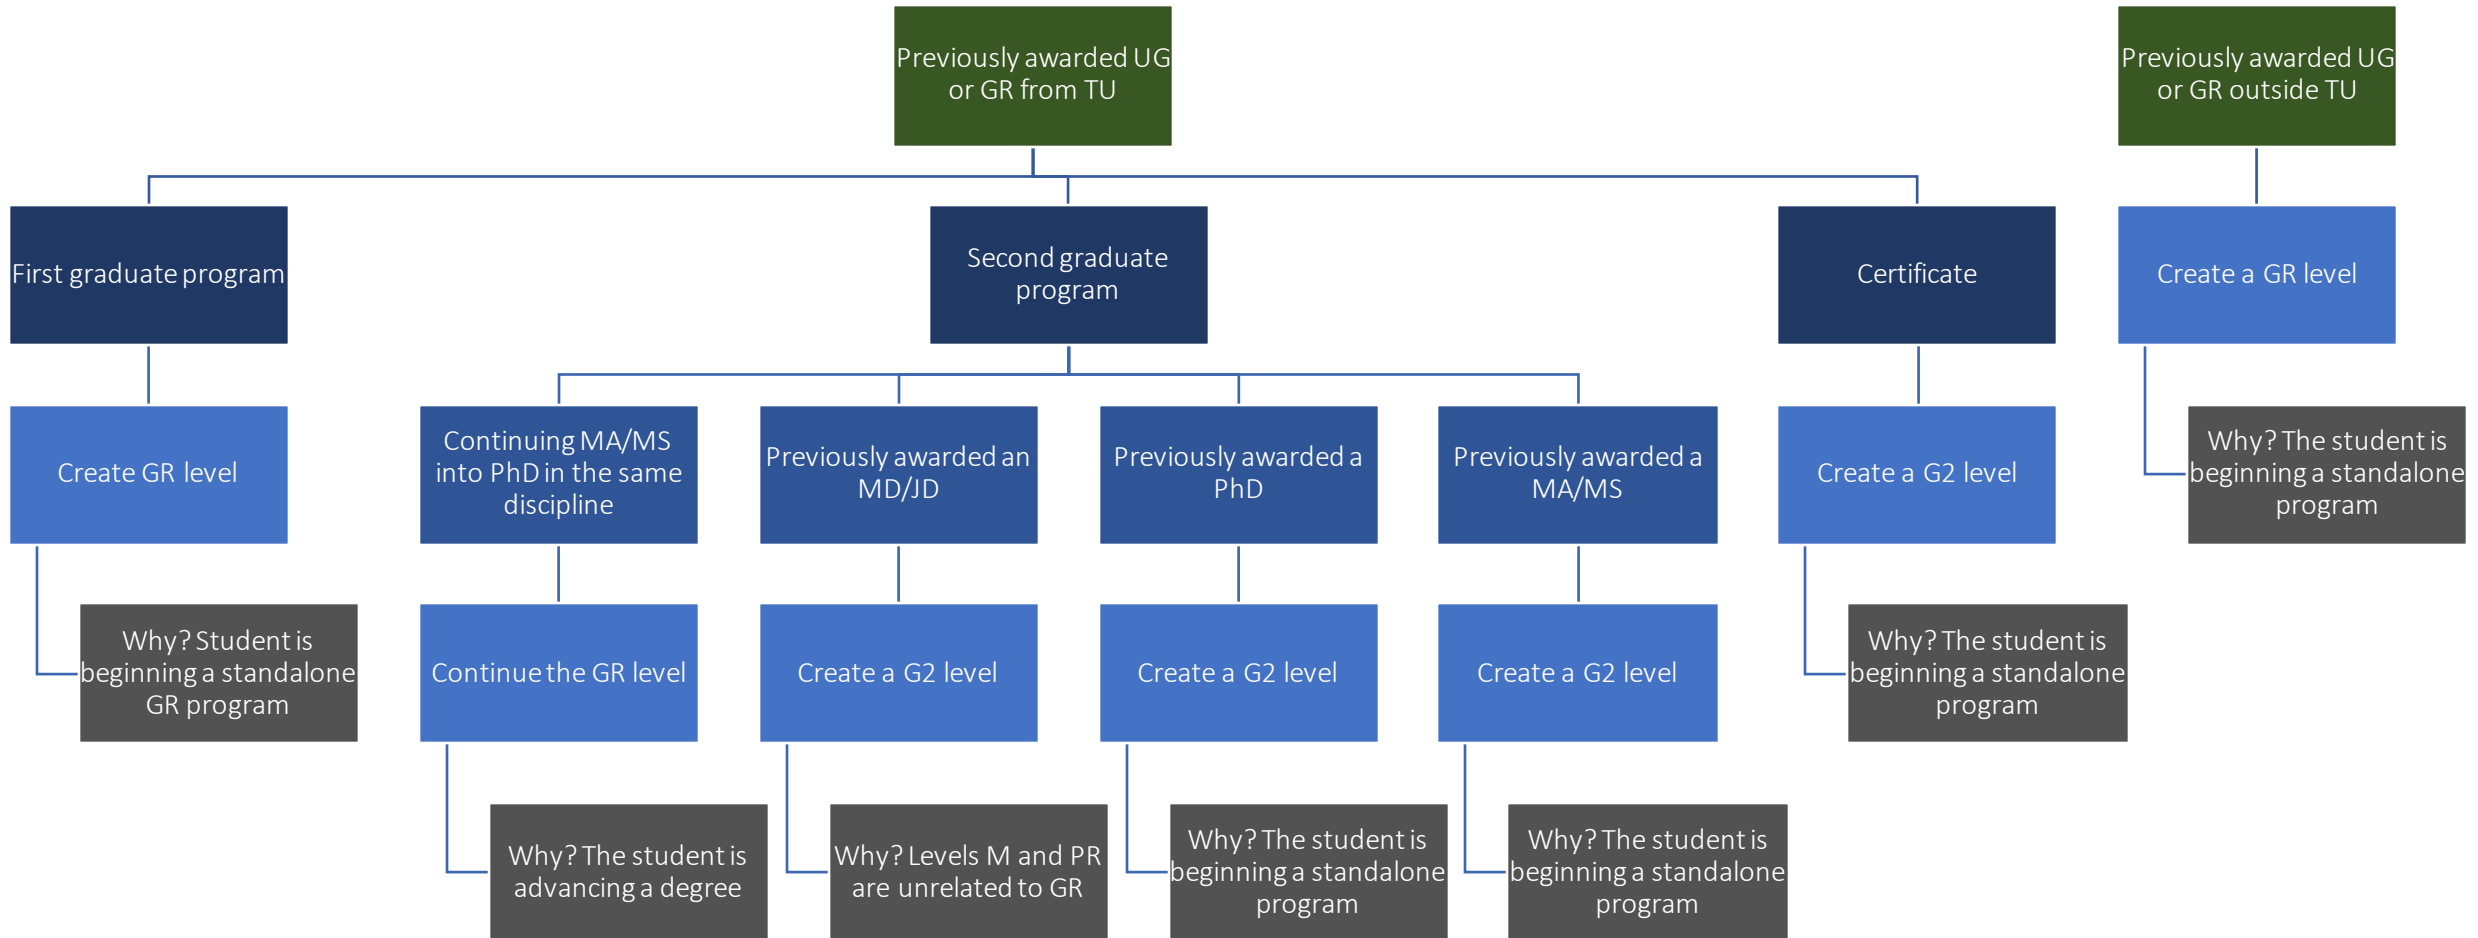 Previously awarded UG
or GR from TU
Previously awarded UG
or GR outside TU
First graduate program
Second graduate
program
Certificate
Create a GR level
Create GR level
Continuing MA/MS
into PhD in the same
discipline
Previously awarded an
MD/JD
Previously awarded a
PhD
Previously awarded a
MA/MS
Create a G2 level
Why? The student is
beginning a standalone
program
Why? Student is
beginning a standalone
GR program
Continue the GR level
Create a G2 level
Create a G2 level
Create a G2 level
Why? The student is
beginning a standalone
program
Why? The student is
advancing a degree
Why? Levels M and PR
are unrelated to GR
Why? The student is
beginning a standalone
program
Why? The student is
beginning a standalone
program